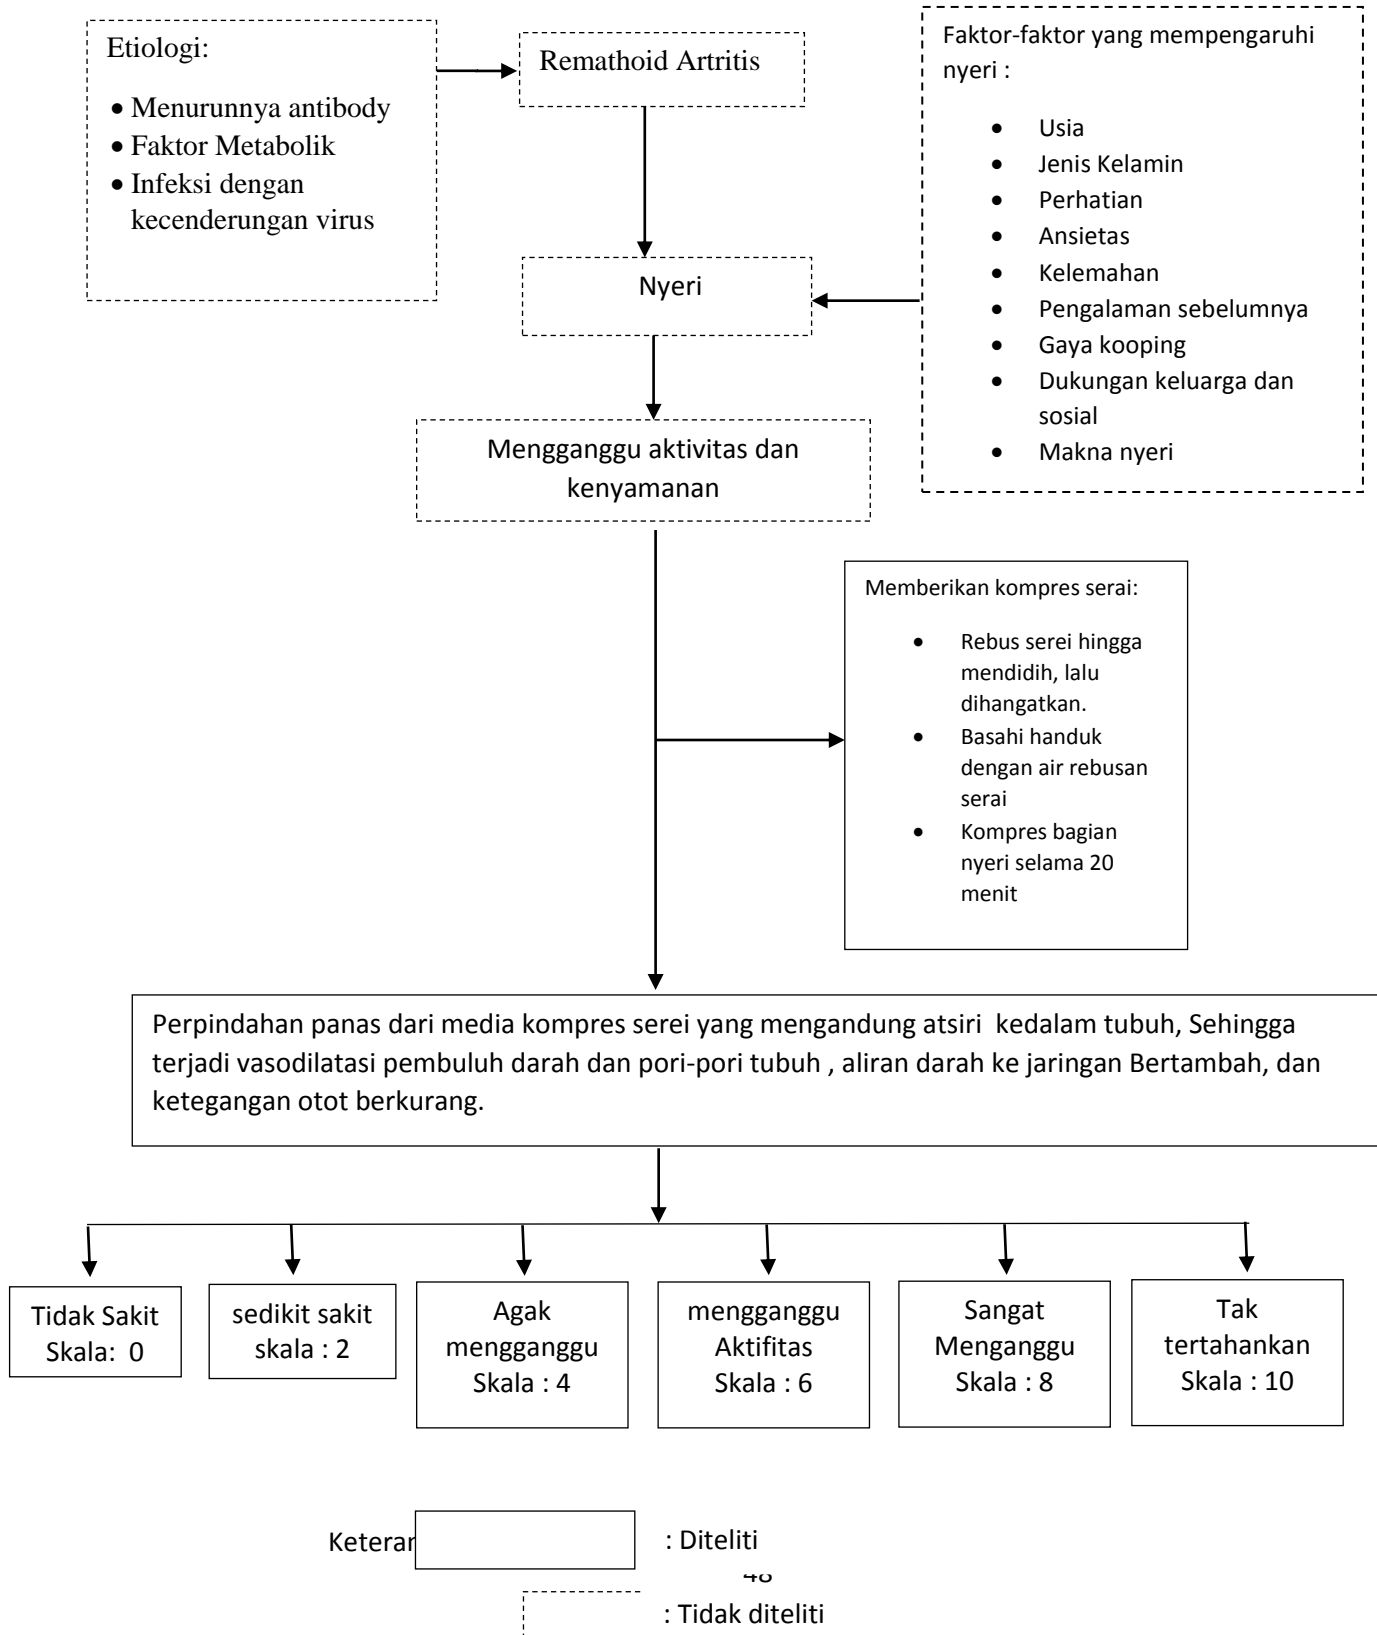 Etiologi:
• Menurunnya antibody
• Faktor Metabolik
• Infeksi dengan
kecenderungan virus
Remathoid Artritis
Faktor-faktor yang mempengaruhi
nyeri :
• Usia
• Jenis Kelamin
• Perhatian
• Ansietas
• Kelemahan
• Pengalaman sebelumnya
• Gaya kooping
• Dukungan keluarga dan
sosial
• Makna nyeri
Nyeri
Mengganggu aktivitas dan
kenyamanan
Memberikan kompres serai:
• Rebus serei hingga
mendidih, lalu
dihangatkan.
• Basahi handuk
dengan air rebusan
serai
• Kompres bagian
nyeri selama 20
menit
Perpindahan panas dari media kompres serei yang mengandung atsiri kedalam tubuh, Sehingga
terjadi vasodilatasi pembuluh darah dan pori-pori tubuh , aliran darah ke jaringan Bertambah, dan
ketegangan otot berkurang.
Tidak Sakit
Skala: 0
sedikit sakit
skala : 2
Agak
mengganggu
Skala : 4
mengganggu
Aktifitas
Skala : 6
Sangat
Menganggu
Skala : 8
Tak
tertahankan
Skala : 10
: Diteliti
: Tidak diteliti